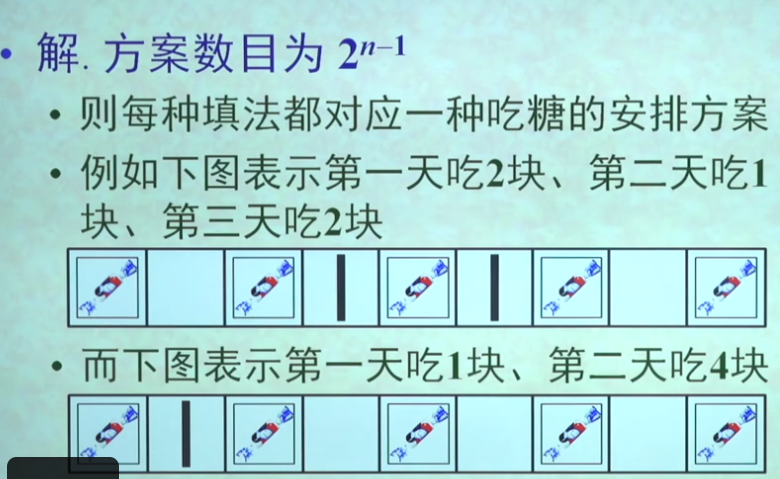 • 解. 方案数目为 2ⁿ⁻¹
• 则每种填法都对应一种吃糖的安排方案
• 例如下图表示第一天吃2块、第二天吃1
块、第三天吃2块
• 而下图表示第一天吃1块、第二天吃4块